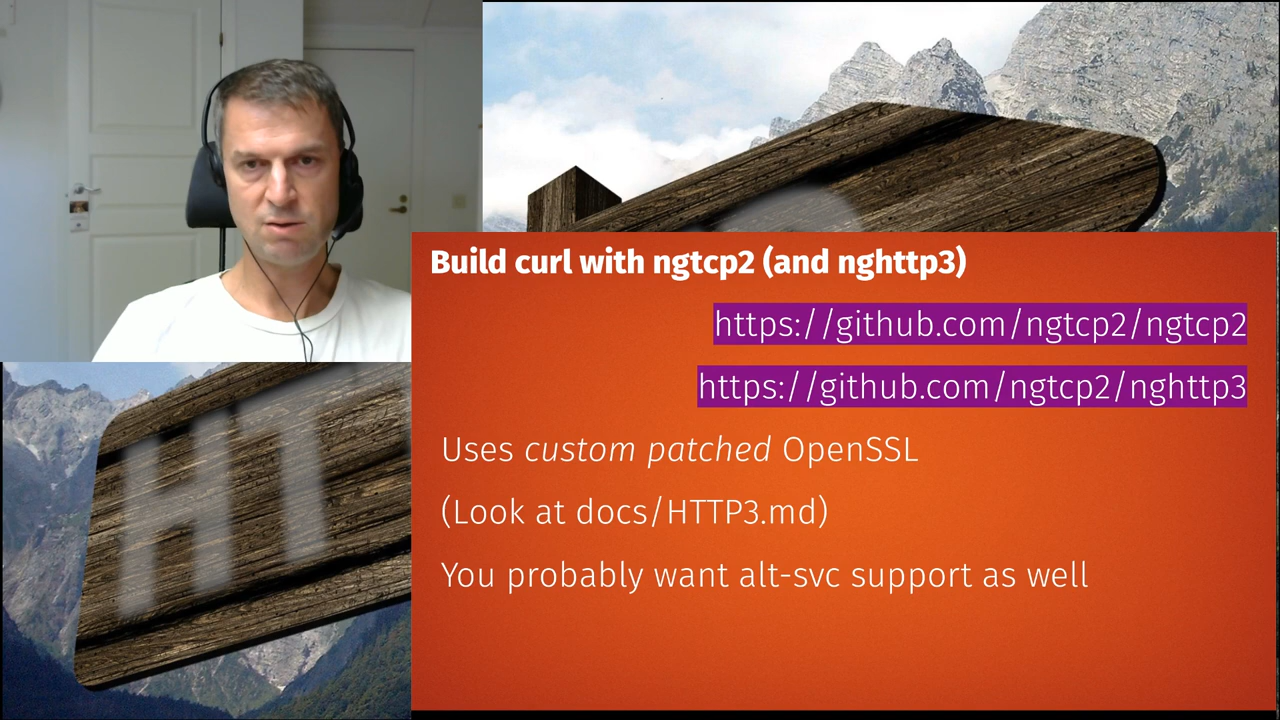 Build curl with ngtcp2 (and nghttp3)
https://github.com/ngtcp2/ngtcp2
https://github.com/ngtcp2/nghttp3
Uses custom patched OpenSSL
(Look at docs/HTTP3.md)
You probably want alt-svc support as well
HT